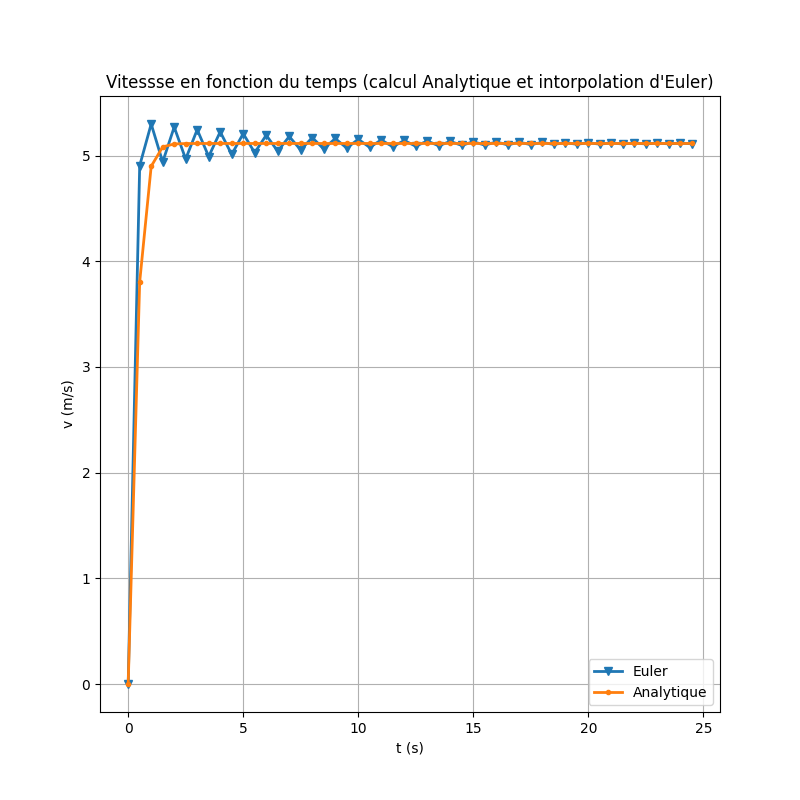 Vitessse en fonction du temps (calcul Analytique et intorpolation d'Euler)
5
4
3
2
1
0
v (m/s)
0 5 10 15 20 25
t (s)
Euler
Analytique